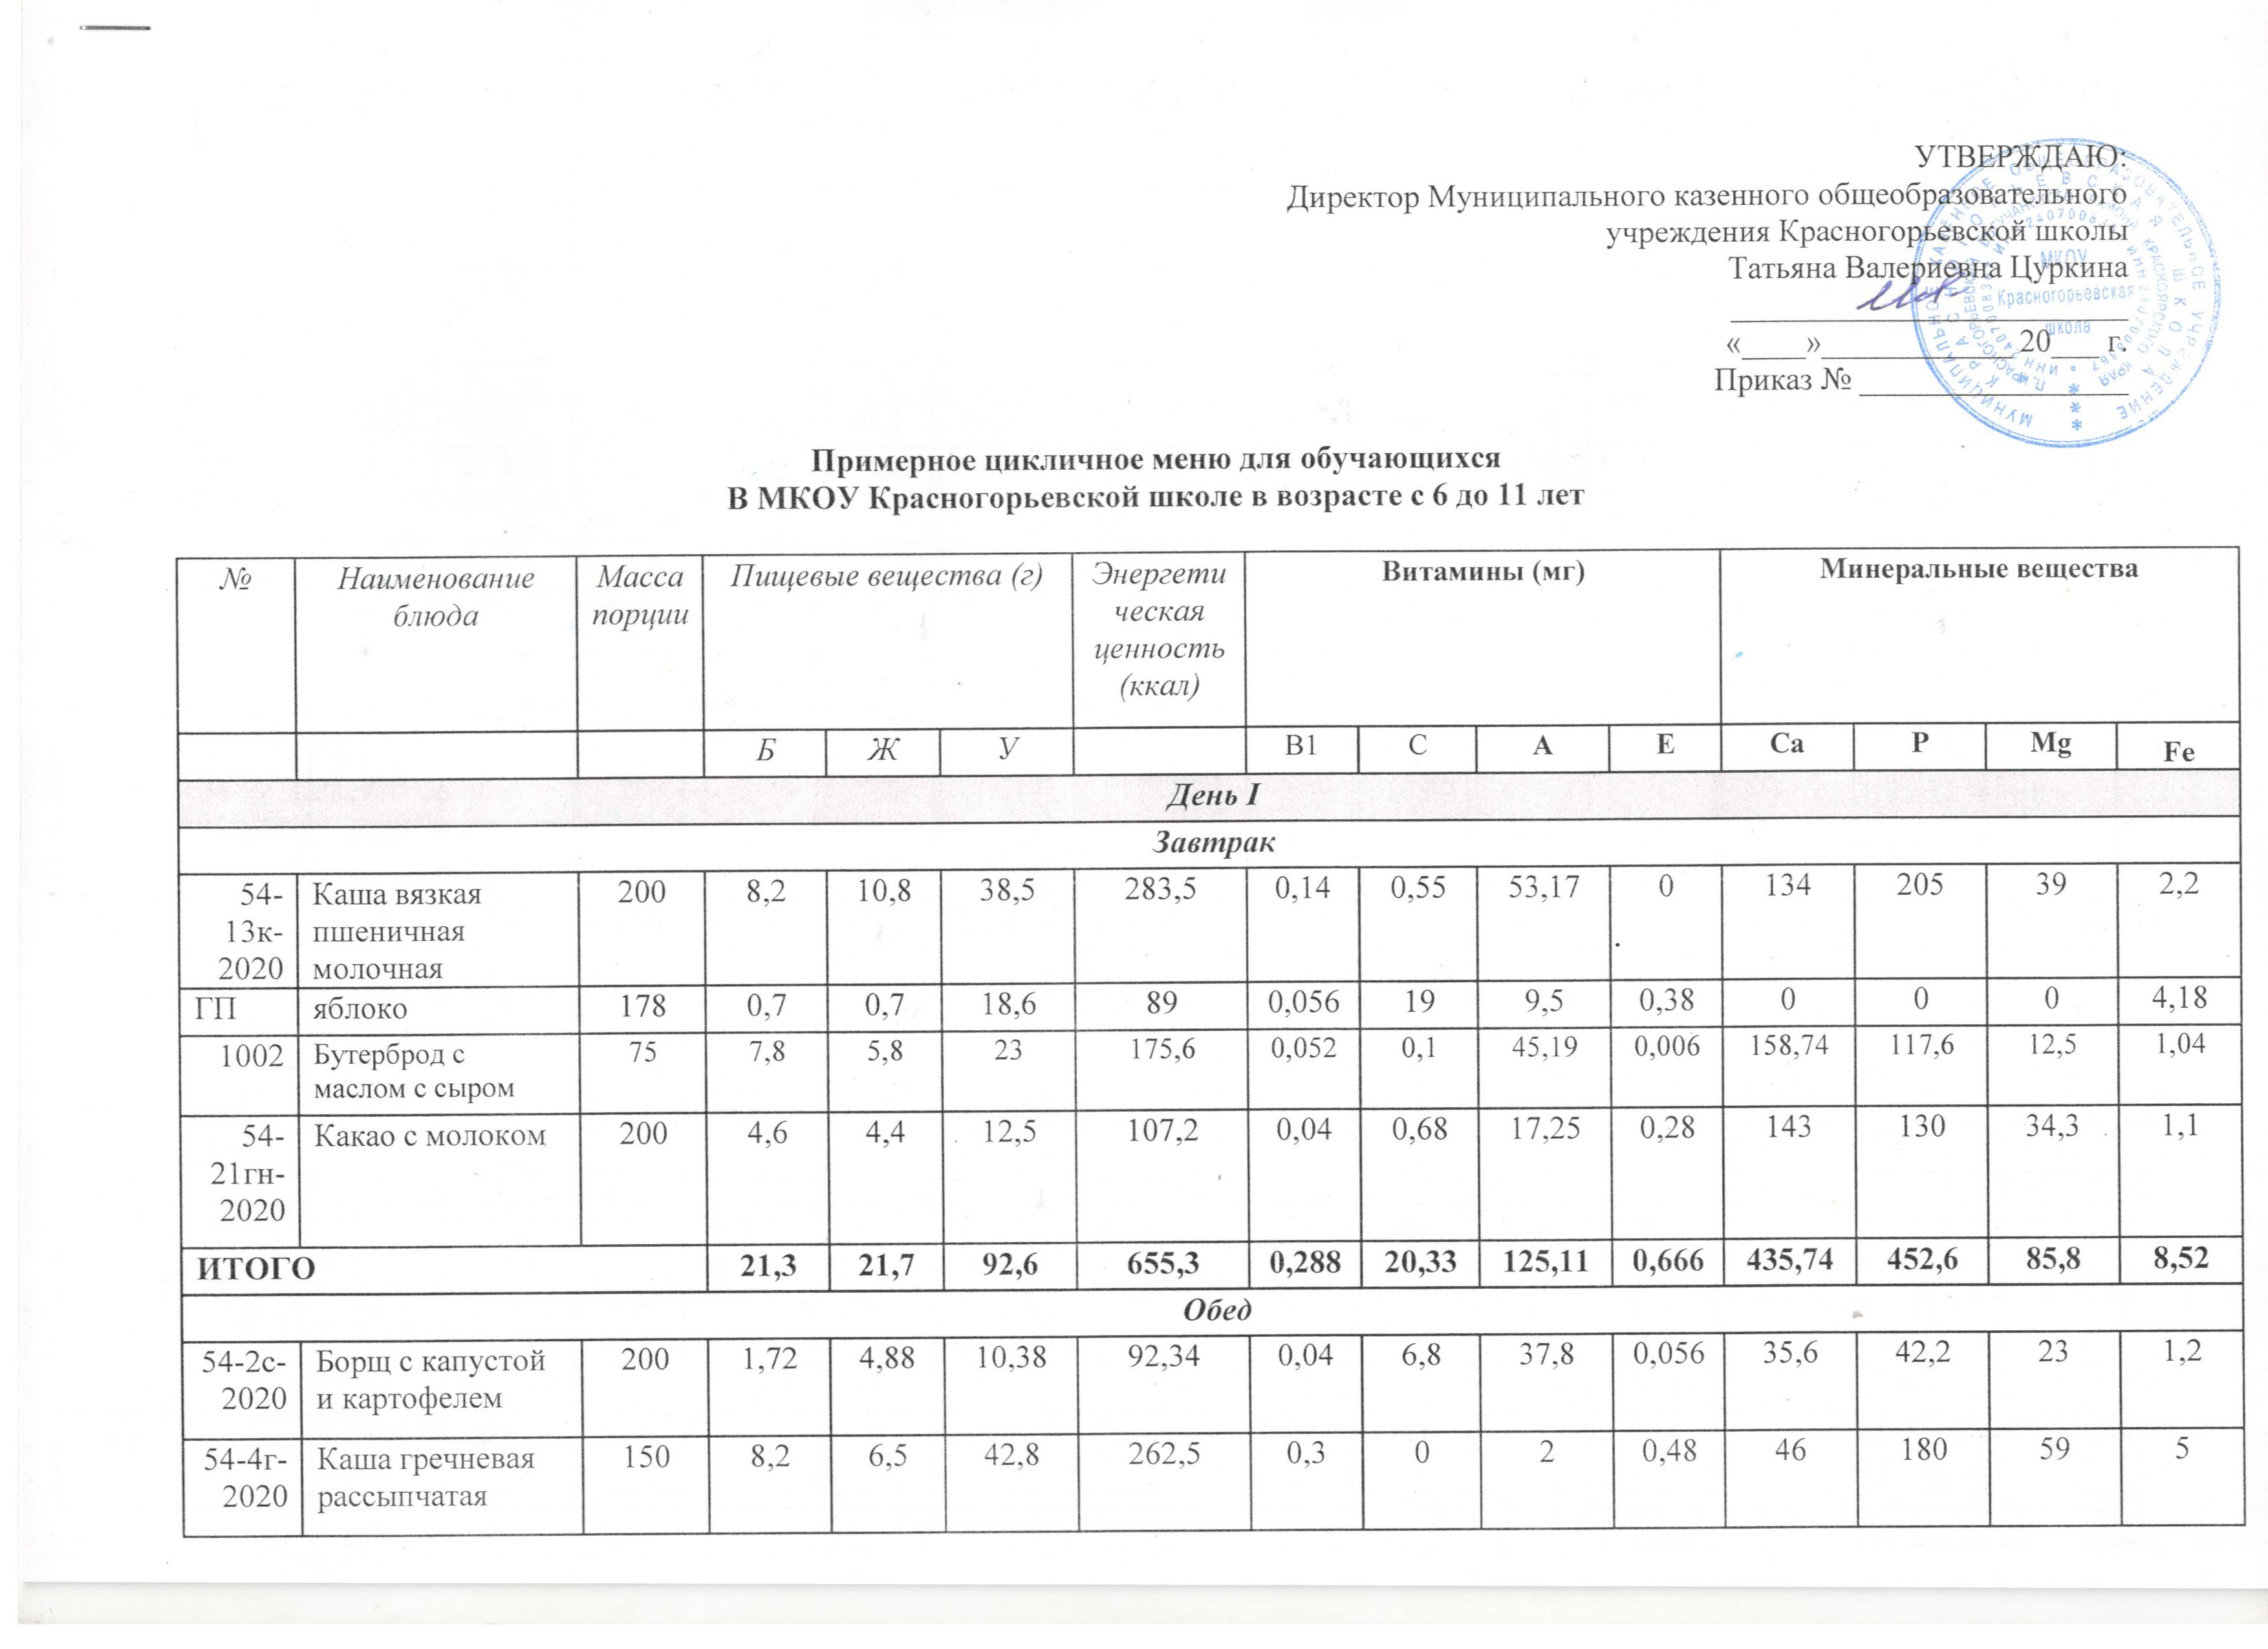 УТВЕРЖДАЮ:
Директор Муниципального казенного общеобразовательного
учреждения Красногорьевской школы
Татьяна Валериевна Цуркина
«____»____________ 20___ г.
Приказ № _________________
МКОУ
Красногорьевская
школа
Примерное цикличное меню для обучающихся
В МКОУ Красногорьевской школе в возрасте с 6 до 11 лет
№ Наименование блюда Масса порции Пищевые вещества (г) Энергети ческая ценность (ккал) Витамины (мг) Минеральные вещества
Б Ж У В1 С А Е Ca P Mg Fe
День I
Завтрак
54-13к-2020 Каша вязкая пшеничная молочная 200 8,2 10,8 38,5 283,5 0,14 0,55 53,17 0 134 205 39 2,2
ГП яблоко 178 0,7 0,7 18,6 89 0,056 19 9,5 0,38 0 0 0 4,18
1002 Бутерброд с маслом с сыром 75 7,8 5,8 23 175,6 0,052 0,1 45,19 0,006 158,74 117,6 12,5 1,04
54-21гн-2020 Какао с молоком 200 4,6 4,4 12,5 107,2 0,04 0,68 17,25 0,28 143 130 34,3 1,1
ИТОГО 21,3 21,7 92,6 655,3 0,288 20,33 125,11 0,666 435,74 452,6 85,8 8,52
Обед
54-2с-2020 Борщ с капустой и картофелем 200 1,72 4,88 10,38 92,34 0,04 6,8 37,8 0,056 35,6 42,2 23 1,2
54-4г-2020 Каша гречневая рассыпчатая 150 8,2 6,5 42,8 262,5 0,3 0 2 0,48 46 180 59 5